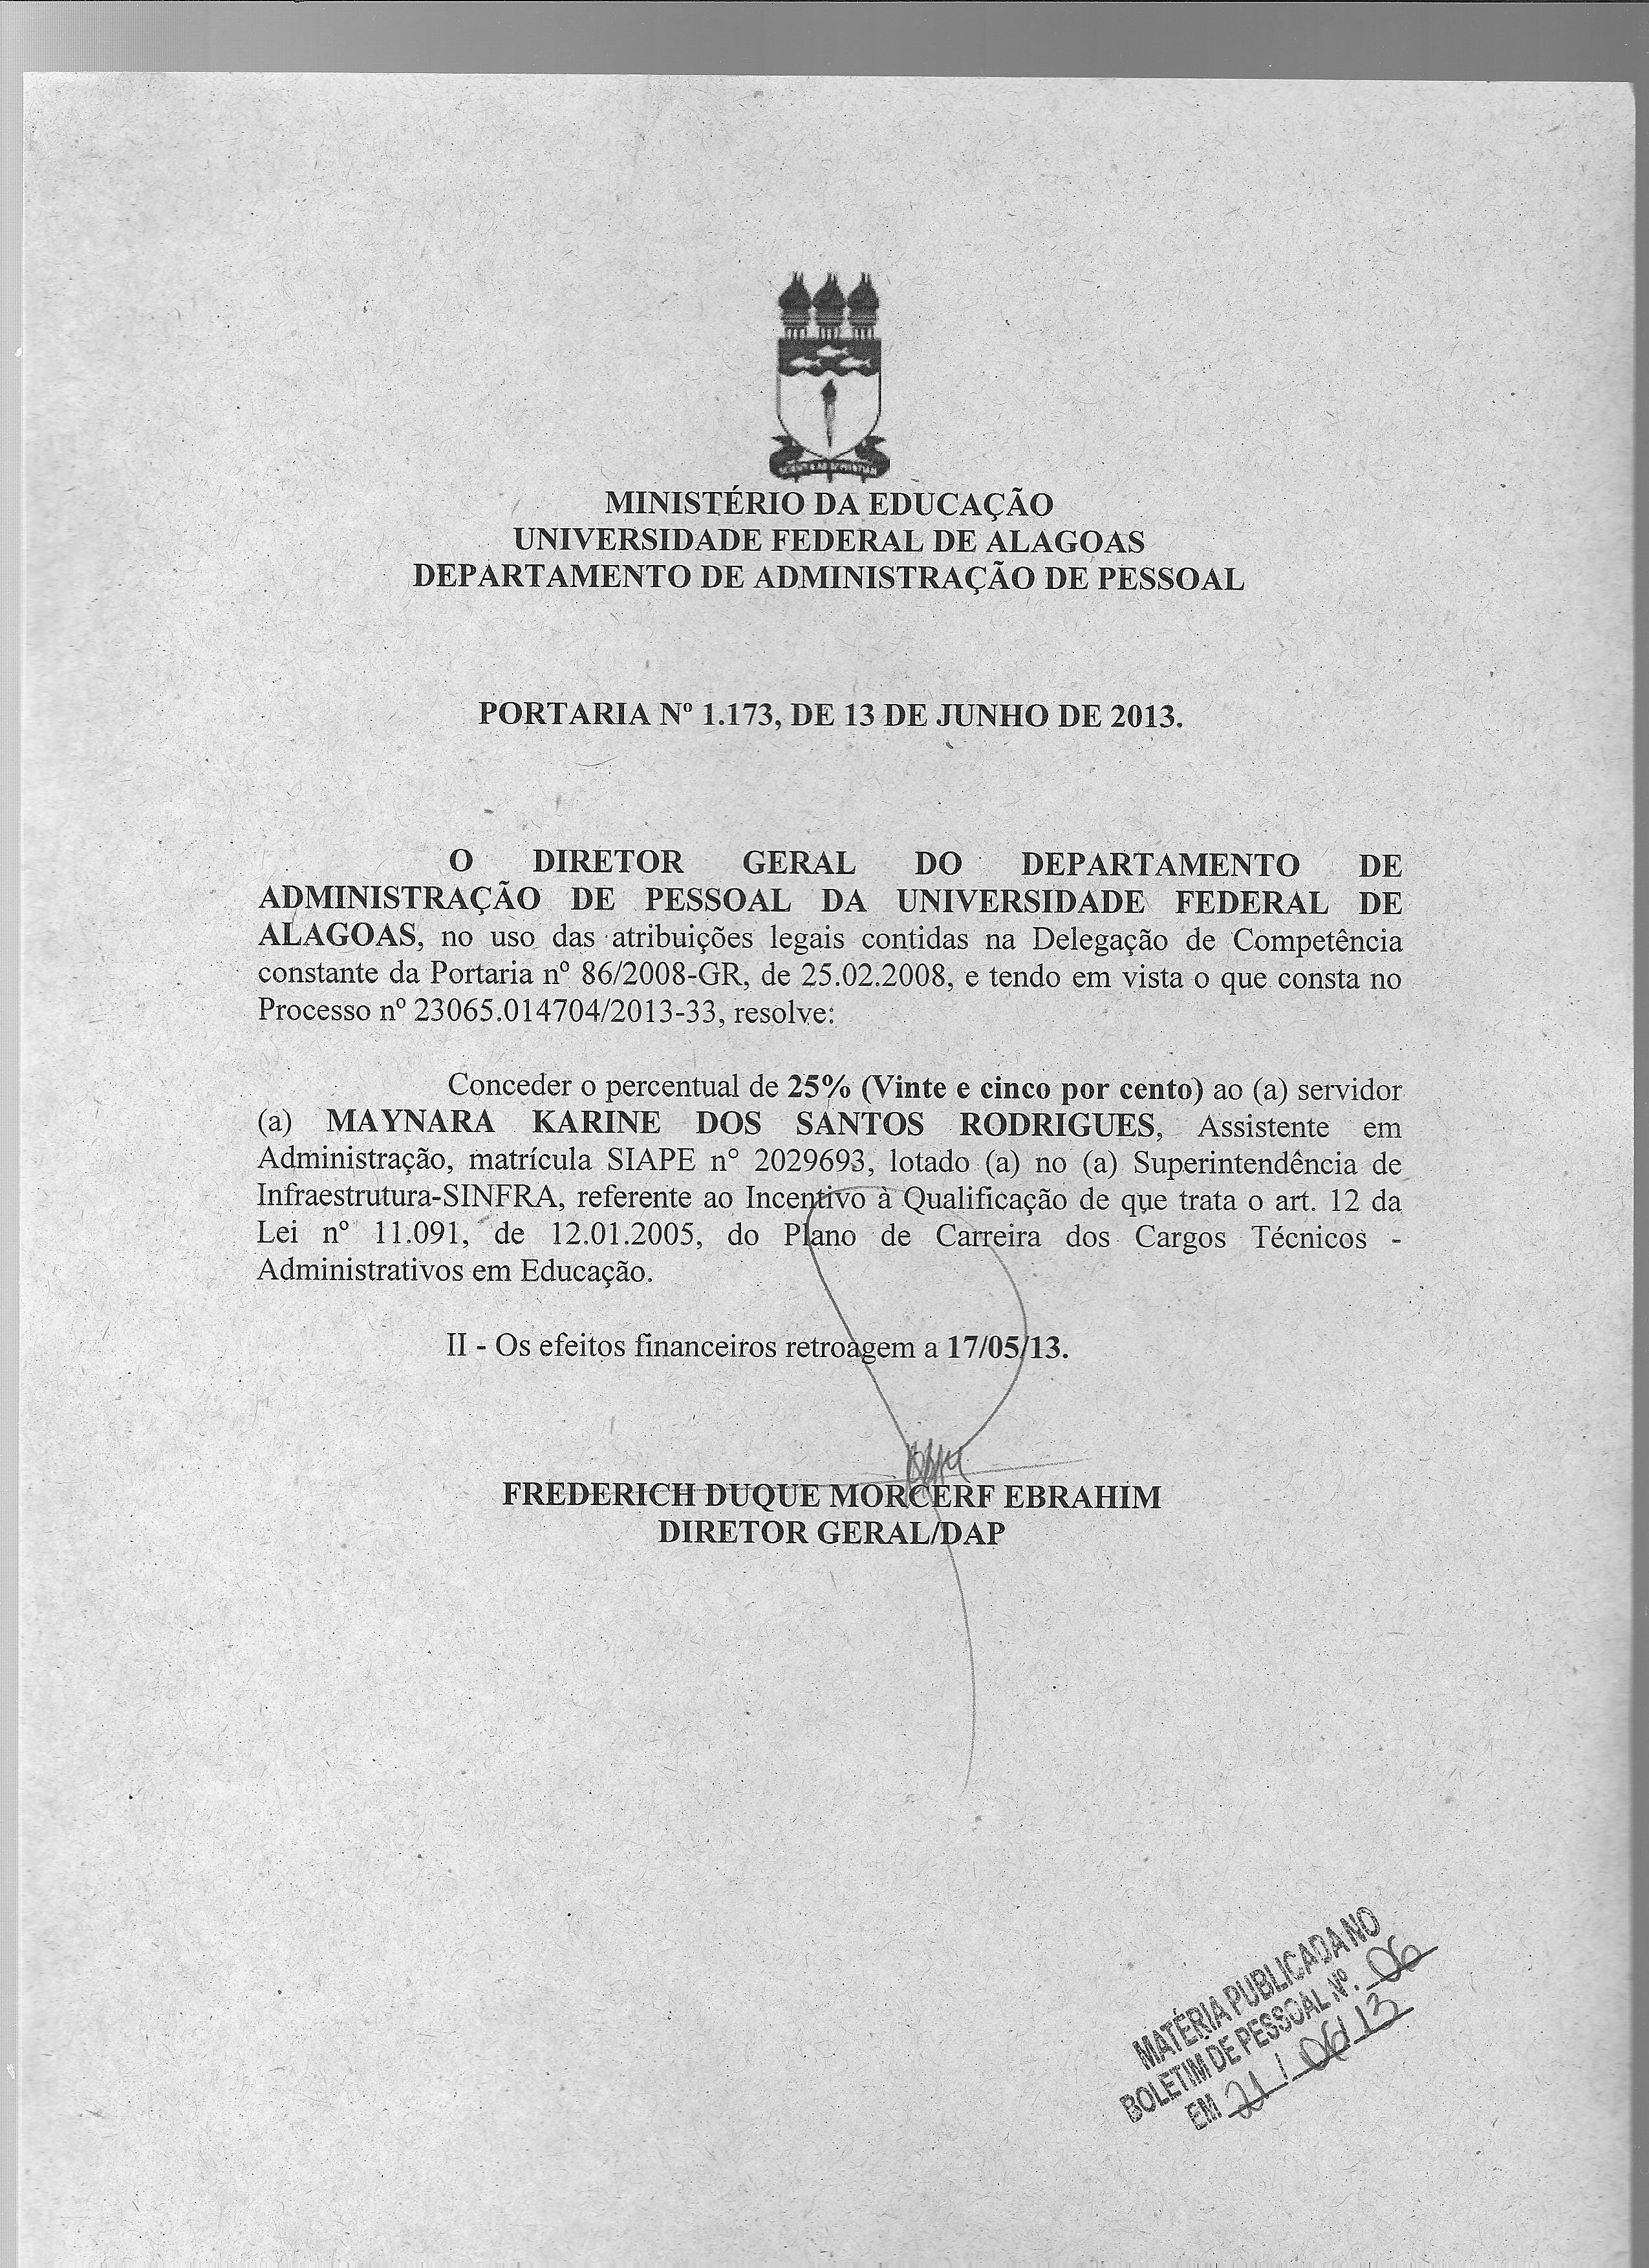 MINISTÉRIO DA EDUCAÇÃO
UNIVERSIDADE FEDERAL DE ALAGOAS
DEPARTAMENTO DE ADMINISTRAÇÃO DE PESSOAL
PORTARIA Nº 1.173, DE 13 DE JUNHO DE 2013.
O DIRETOR GERAL DO DEPARTAMENTO DE
ADMINISTRAÇÃO DE PESSOAL DA UNIVERSIDADE FEDERAL DE
ALAGOAS, no uso das atribuições legais contidas na Delegação de Competência
constante da Portaria nº 86/2008-GR, de 25.02.2008, e tendo em vista o que consta no
Processo nº 23065.014704/2013-33, resolve:
Conceder o percentual de 25% (Vinte e cinco por cento) ao (a) servidor
(a) MAYNARA KARINE DOS SANTOS RODRIGUES, Assistente em
Administração, matrícula SIAPE n° 2029693, lotado (a) no (a) Superintendência de
Infraestrutura-SINFRA, referente ao Incentivo à Qualificação de que trata o art. 12 da
Lei nº 11.091, de 12.01.2005, do Plano de Carreira dos Cargos Técnicos -
Administrativos em Educação.
II - Os efeitos financeiros retroagem a 17/05/13.
FREDERICH DUQUE MORCERF EBRAHIM
DIRETOR GERAL/DAP
MATÉRIA PUBLICADA NO
BOLETIM DE PESSOAL Nº. 06
EM 21 / 06 / 13